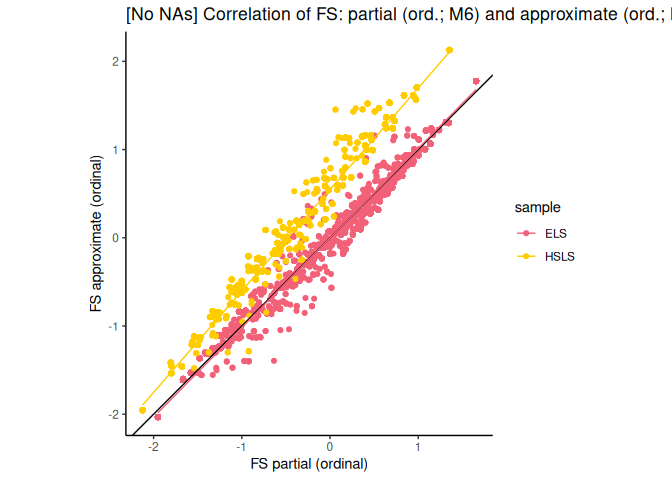 [No NAs] Correlation of FS: partial (ord.; M6) and approximate (ord.;
2
1
0
-1
-2
FS approximate (ordinal)
-2
-1
0
1
FS partial (ordinal)
sample
ELS
HSLS